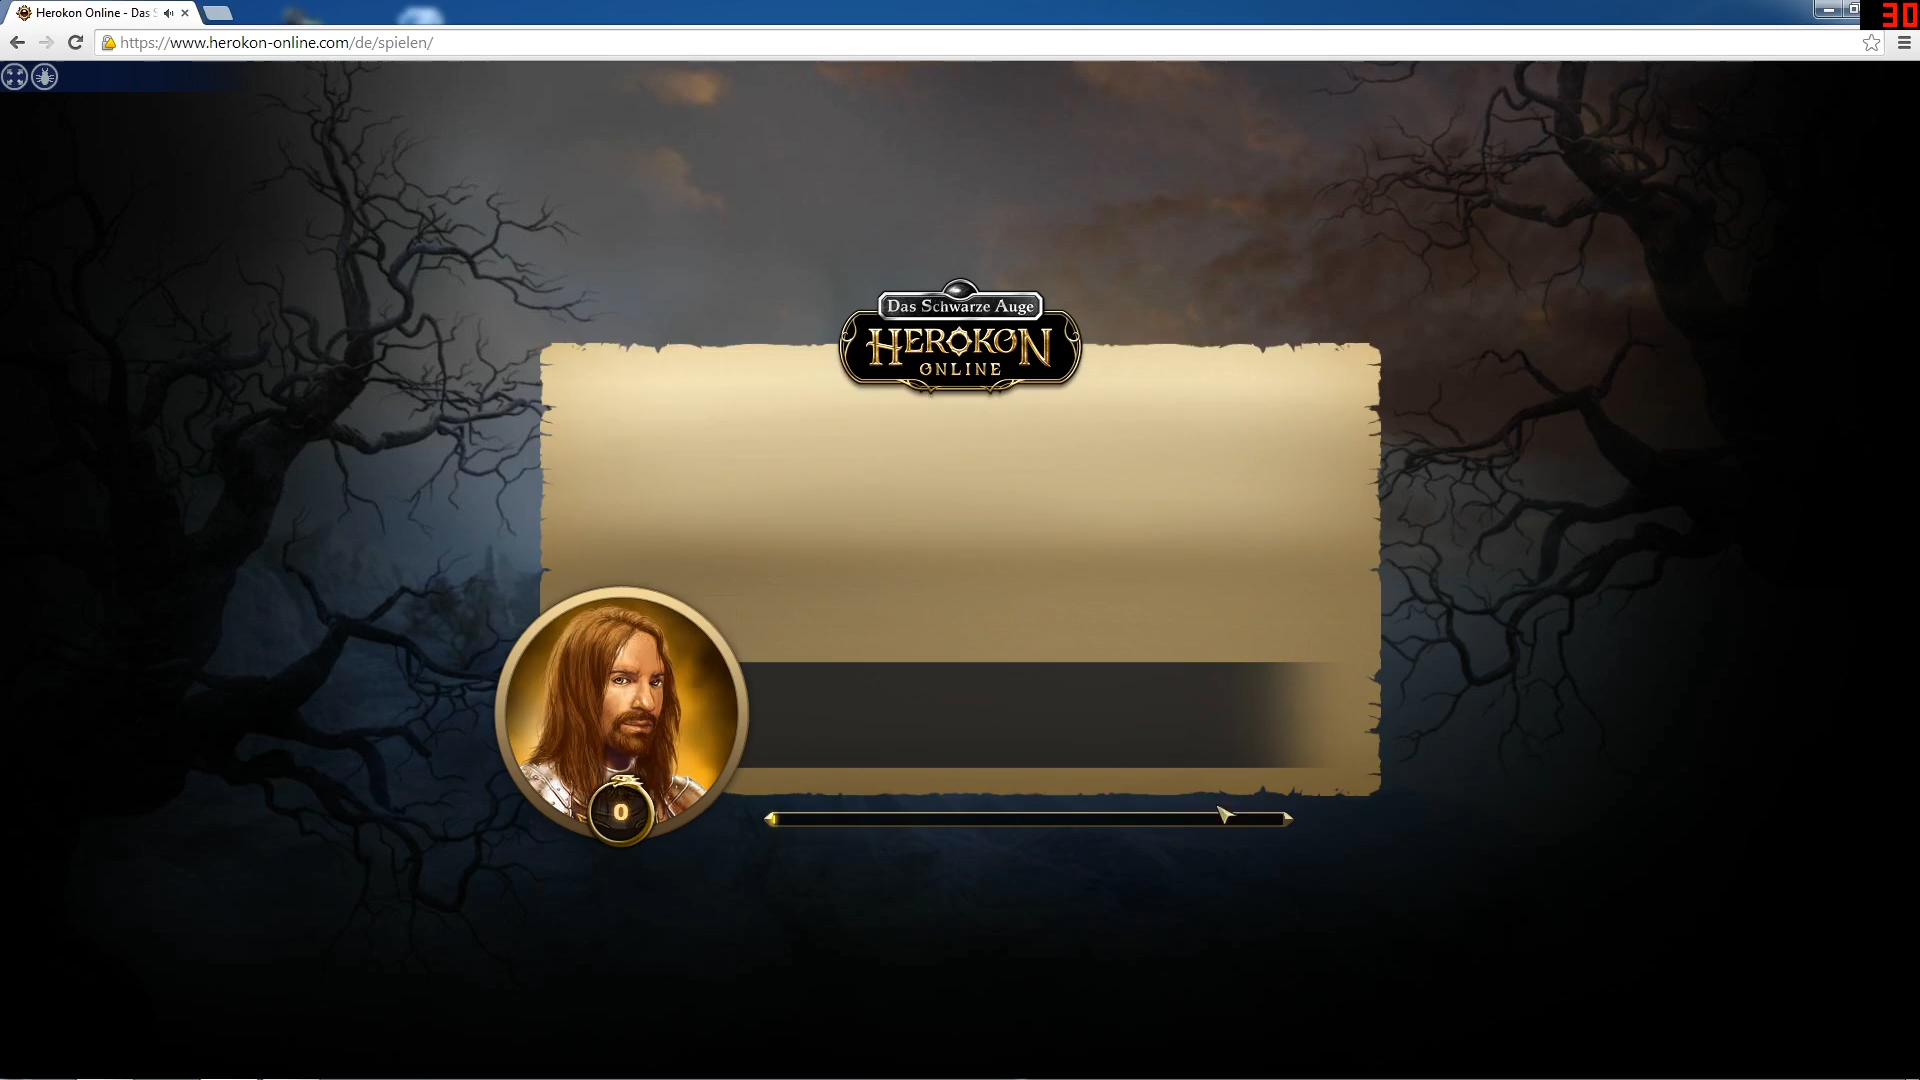 Herokon Online - Das S
30
https://www.herokon-online.com/de/spielen/
Das Schwarze Auge
HEROKON
ONLINE
0